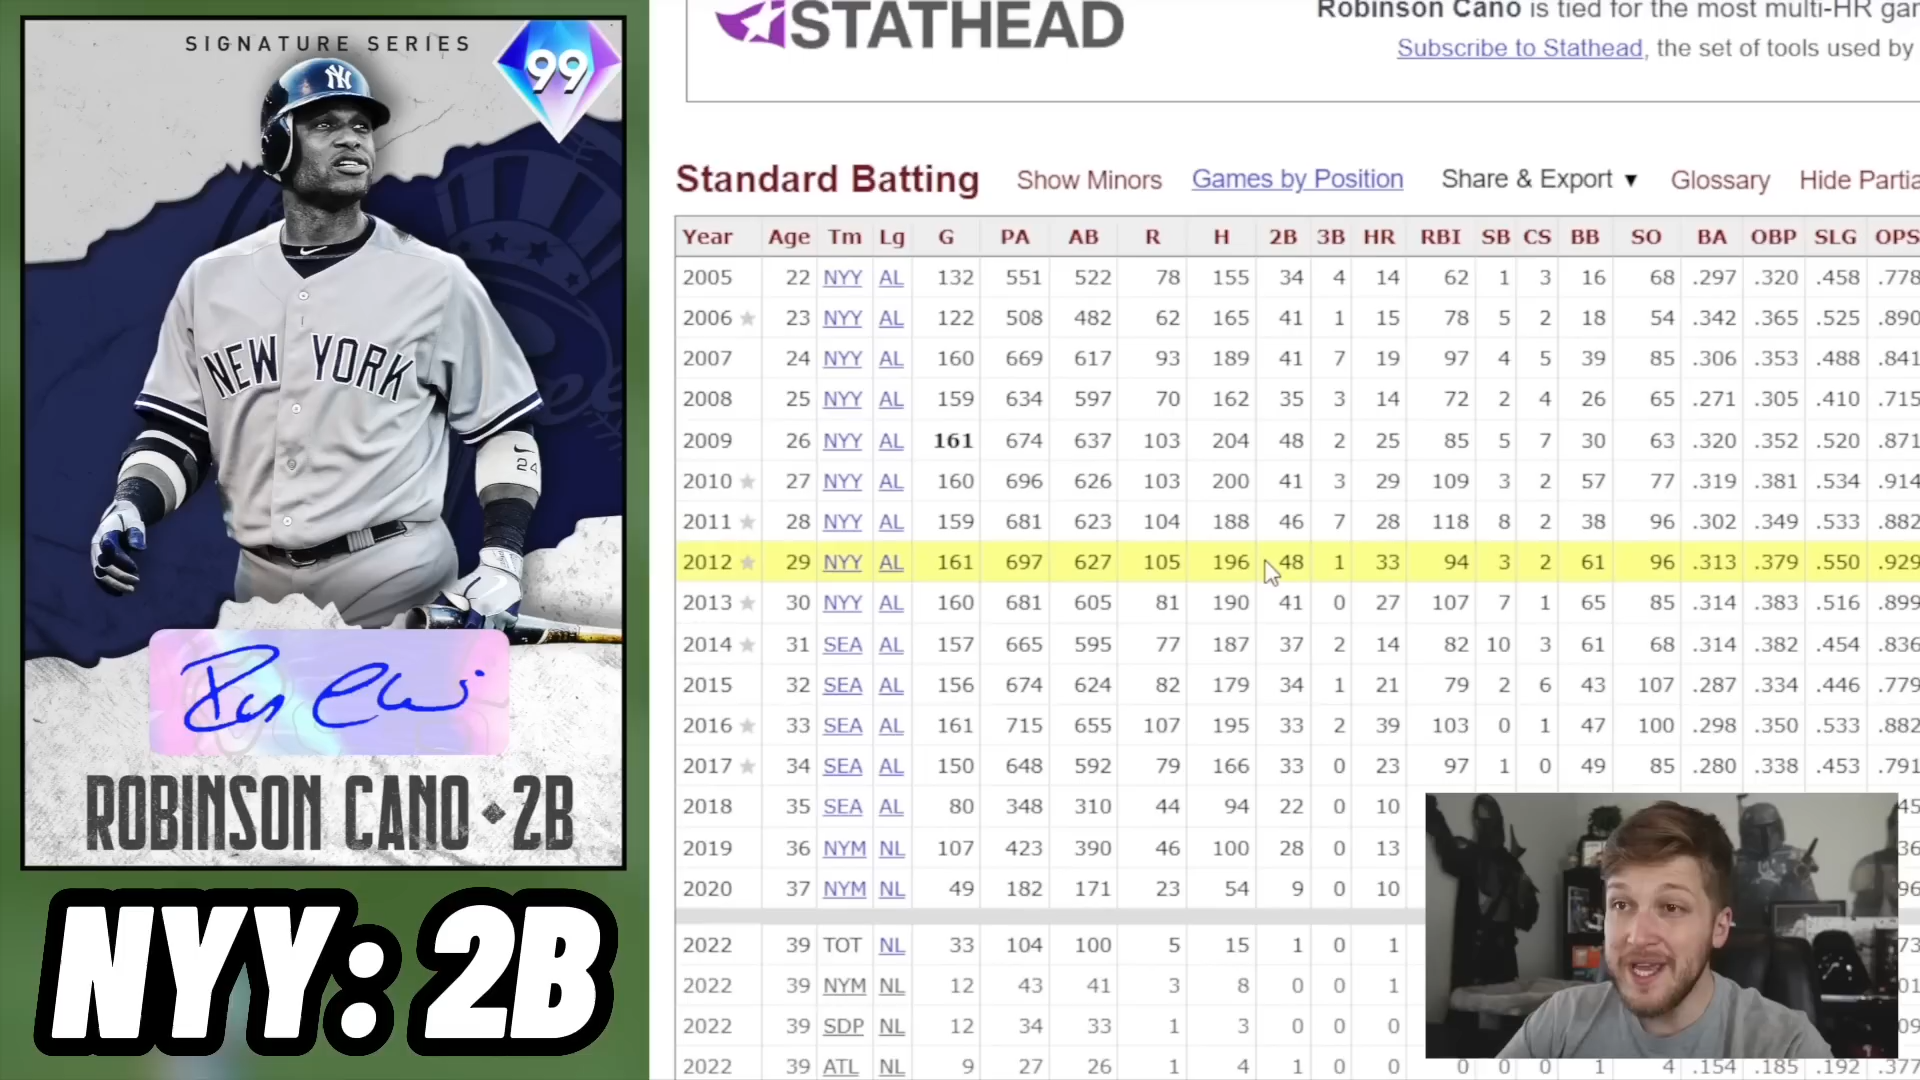 SIGNATURE SERIES
99
NY
NEW YORK
24
ROBINSON CANO 2B
NYY: 2B
STATHEAD
Robinson Cano is tied for the most multi-HR gam
Subscribe to Stathead, the set of tools used by
Standard Batting Show Minors Games by Position Share & Export ▼ Glossary Hide Partia
Year Age Tm Lg G PA AB R H 2B 3B HR RBI SB CS BB SO BA OBP SLG OPS
2005 22 NYY AL 132 551 522 78 155 34 4 14 62 1 3 16 68 .297 .320 .458 .778
2006 ★ 23 NYY AL 122 508 482 62 165 41 1 15 78 5 2 18 54 .342 .365 .525 .890
2007 24 NYY AL 160 669 617 93 189 41 7 19 97 4 5 39 85 .306 .353 .488 .841
2008 25 NYY AL 159 634 597 70 162 35 3 14 72 2 4 26 65 .271 .305 .410 .715
2009 26 NYY AL 161 674 637 103 204 48 2 25 85 5 7 30 63 .320 .352 .520 .871
2010 ★ 27 NYY AL 160 696 626 103 200 41 3 29 109 3 2 57 77 .319 .381 .534 .914
2011 ★ 28 NYY AL 159 681 623 104 188 46 7 28 118 8 2 38 96 .302 .349 .533 .882
2012 ★ 29 NYY AL 161 697 627 105 196 48 1 33 94 3 2 61 96 .313 .379 .550 .929
2013 ★ 30 NYY AL 160 681 605 81 190 41 0 27 107 7 1 65 85 .314 .383 .516 .899
2014 ★ 31 SEA AL 157 665 595 77 187 37 2 14 82 10 3 61 68 .314 .382 .454 .836
2015 32 SEA AL 156 674 624 82 179 34 1 21 79 2 6 43 107 .287 .334 .446 .779
2016 ★ 33 SEA AL 161 715 655 107 195 33 2 39 103 0 1 47 100 .298 .350 .533 .882
2017 ★ 34 SEA AL 150 648 592 79 166 33 0 23 97 1 0 49 85 .280 .338 .453 .791
2018 35 SEA AL 80 348 310 44 94 22 0 10 45
2019 36 NYM NL 107 423 390 46 100 28 0 13 36
2020 37 NYM NL 49 182 171 23 54 9 0 10 96
2022 39 TOT NL 33 104 100 5 15 1 0 1 73
2022 39 NYM NL 12 43 41 3 8 0 0 1 01
2022 39 SDP NL 12 34 33 1 3 0 0 0 09
2022 39 ATL NL 9 27 26 1 4 1 0 0 0 0 0 1 4 .154 .185 .192 .377